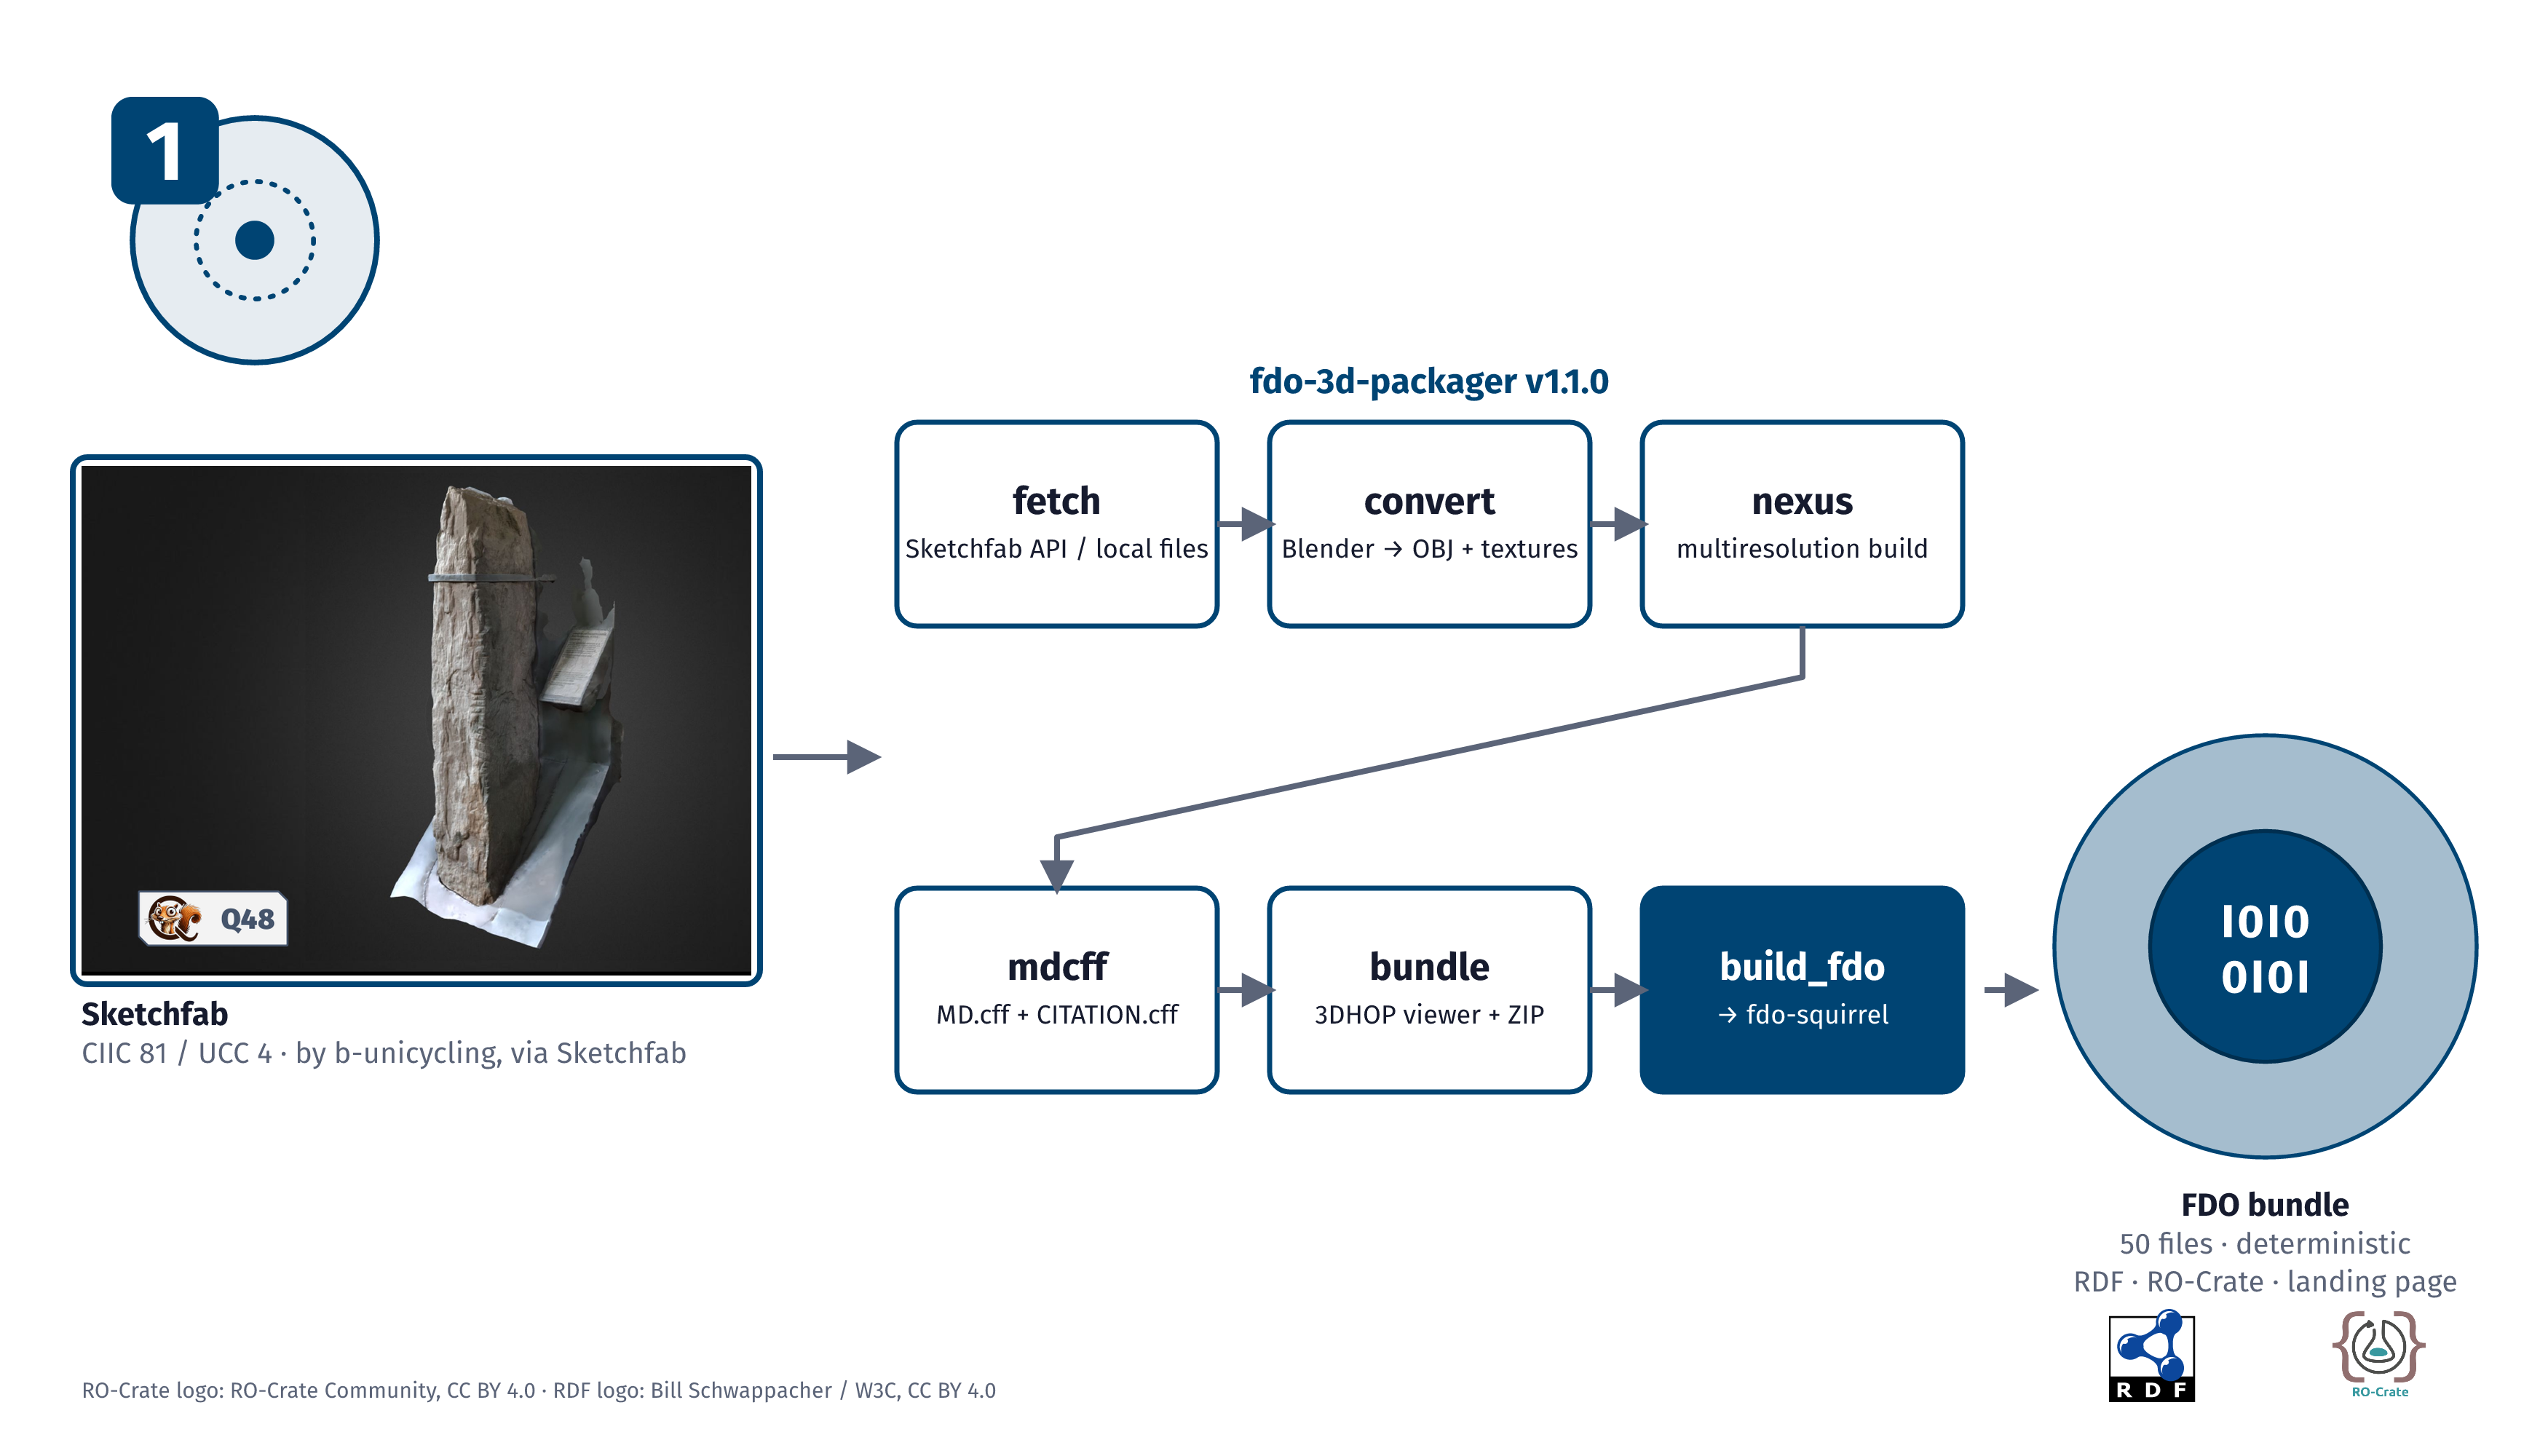 1
fdo-3d-packager v1.1.0
fetch
Sketchfab API / local files
convert
Blender → OBJ + textures
nexus
multiresolution build
Q48
Sketchfab
CIIC 81 / UCC 4 · by b-unicycling, via Sketchfab
mdcff
MD.cff + CITATION.cff
bundle
3DHOP viewer + ZIP
build_fdo
→ fdo-squirrel
I0I0
0I0I
FDO bundle
50 files · deterministic
RDF · RO-Crate · landing page
RDF
RO-Crate
RO-Crate logo: RO-Crate Community, CC BY 4.0 · RDF logo: Bill Schwappacher / W3C, CC BY 4.0